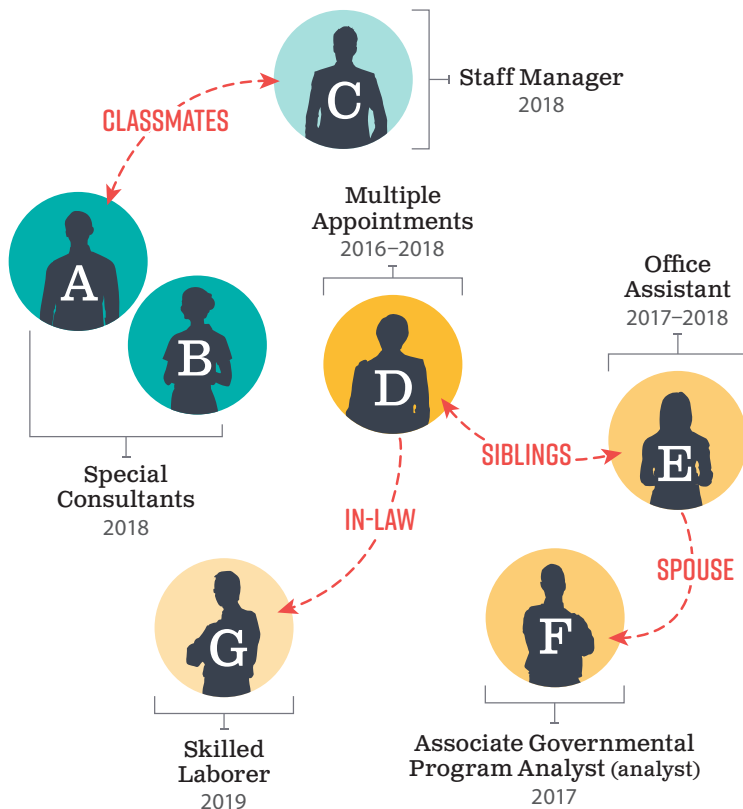 C
Staff Manager
2018
CLASSMATES
A
B
Special
Consultants
2018
Multiple
Appointments
2016–2018
D
Office
Assistant
2017–2018
E
SIBLINGS
IN-LAW
SPOUSE
G
Skilled
Laborer
2019
F
Associate Governmental
Program Analyst (analyst)
2017